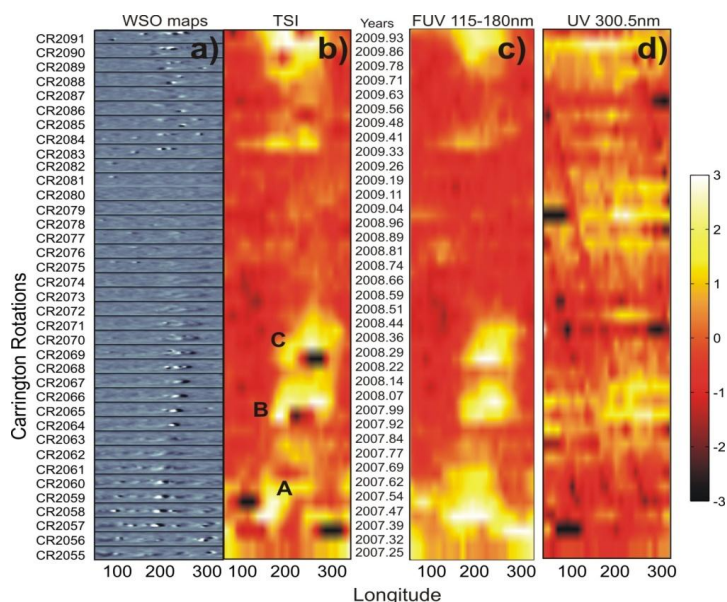 WSO maps TSI Years FUV 115-180nm UV 300.5nm
a) b) c) d)
CR2091 2009.93
CR2090 2009.86
CR2089 2009.78
CR2088 2009.71
CR2087 2009.63
CR2086 2009.56
CR2085 2009.48
CR2084 2009.41
CR2083 2009.33
CR2082 2009.26
CR2081 2009.19
CR2080 2009.11
CR2079 2009.04
CR2078 2008.96
CR2077 2008.89
CR2076 2008.81
CR2075 2008.74
CR2074 2008.66
CR2073 2008.59
CR2072 2008.51
CR2071 2008.44
CR2070 2008.36
CR2069 2008.29
CR2068 2008.22
CR2067 2008.14
CR2066 2008.07
CR2065 2007.99
CR2064 2007.92
CR2063 2007.84
CR2062 2007.77
CR2061 2007.69
CR2060 2007.62
CR2059 2007.54
CR2058 2007.47
CR2057 2007.39
CR2056 2007.32
CR2055 2007.25
Carrington Rotations
C
B
A
3
2
1
0
-1
-2
-3
100 200 300 100 200 300 100 200 300 100 200 300
Longitude